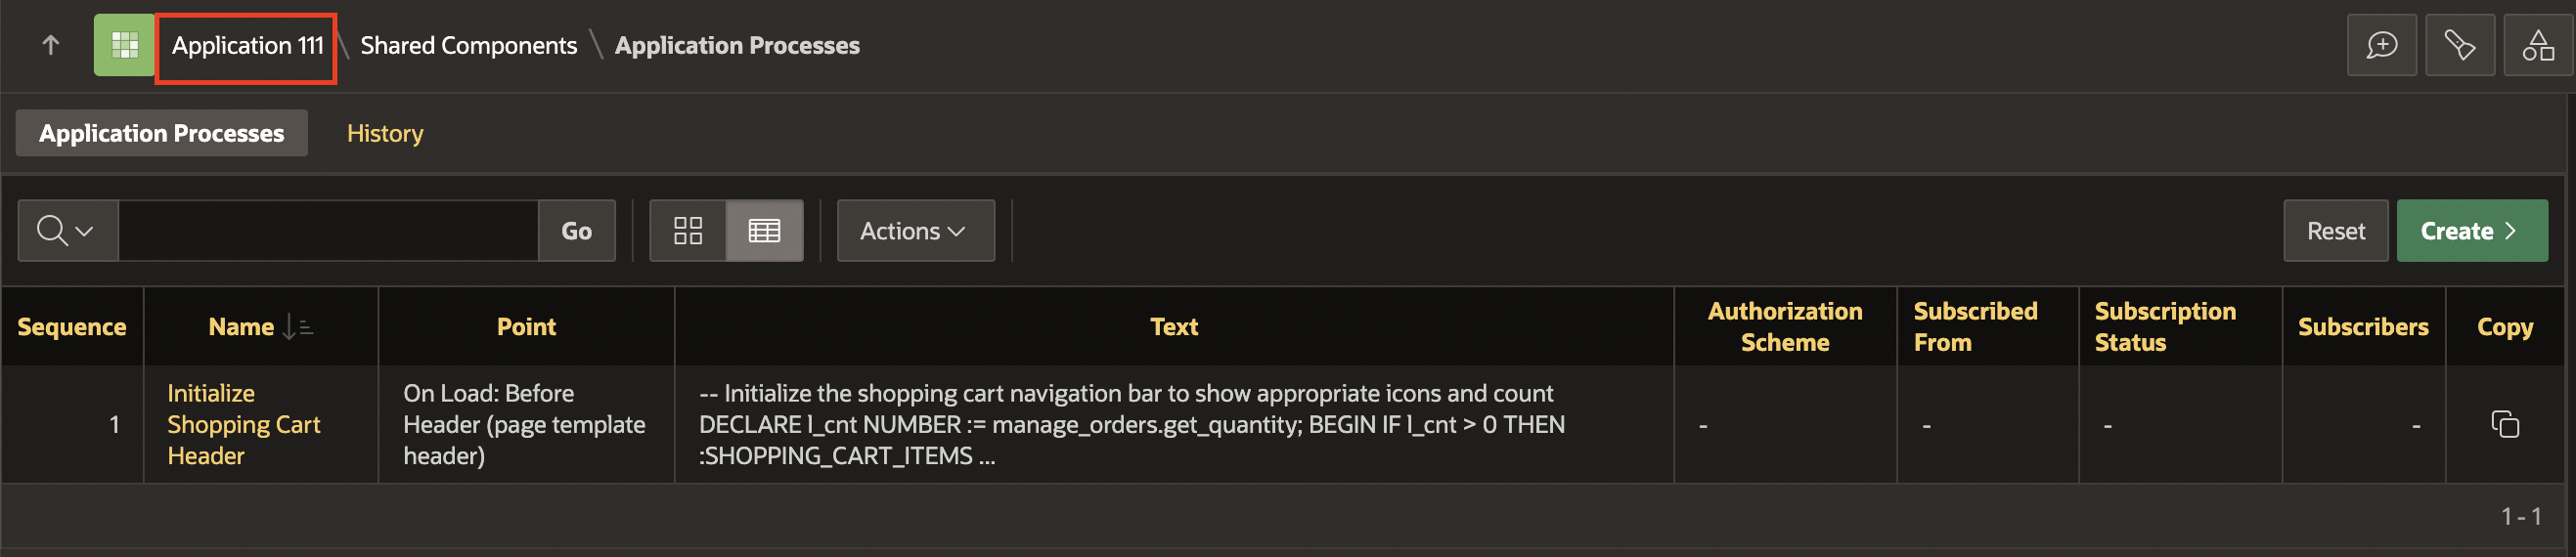 Application 111 \ Shared Components \ Application Processes
Application Processes History
Go Actions Reset Create
Sequence Name Point Text Authorization Scheme Subscribed From Subscription Status Subscribers Copy
1
Initialize
Shopping Cart
Header
On Load: Before
Header (page template
header)
-- Initialize the shopping cart navigation bar to show appropriate icons and count
DECLARE l_cnt NUMBER := manage_orders.get_quantity; BEGIN IF l_cnt > 0 THEN
:SHOPPING_CART_ITEMS ...
- - - -
1 - 1